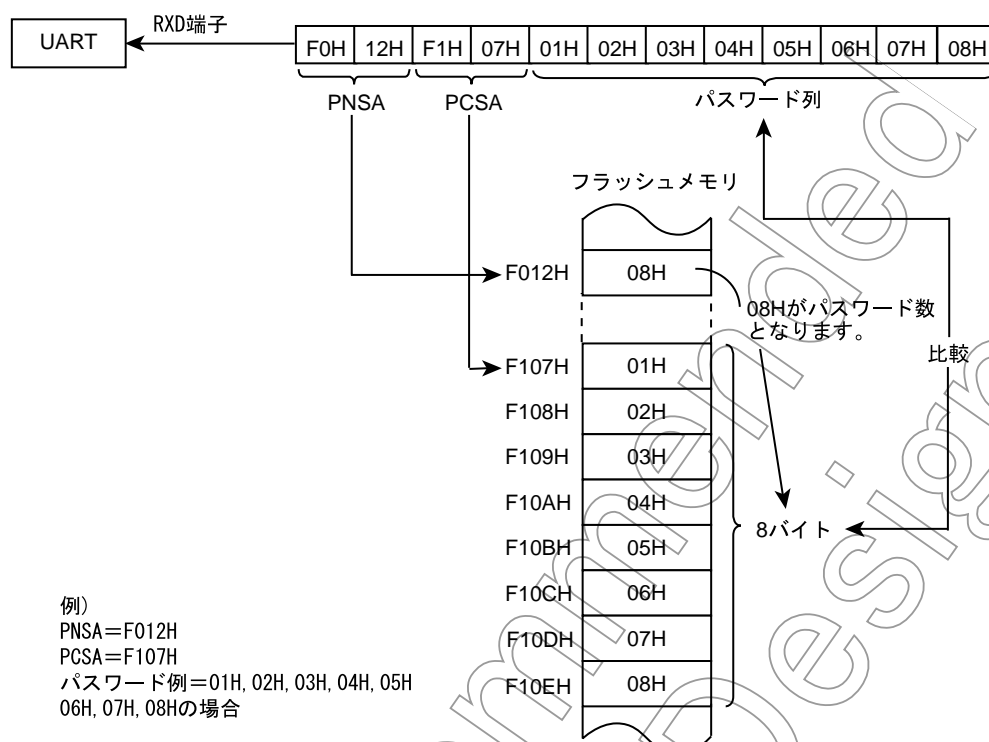 UART
RXD端子
F0H 12H F1H 07H 01H 02H 03H 04H 05H 06H 07H 08H
PNSA
PCSA
パスワード列
フラッシュメモリ
F012H 08H
08Hがパスワード数
となります。
比較
F107H 01H
F108H 02H
F109H 03H
F10AH 04H
F10BH 05H
F10CH 06H
F10DH 07H
F10EH 08H
8バイト
例)
PNSA=F012H
PCSA=F107H
パスワード例=01H, 02H, 03H, 04H, 05H
06H, 07H, 08Hの場合
ommended
Design